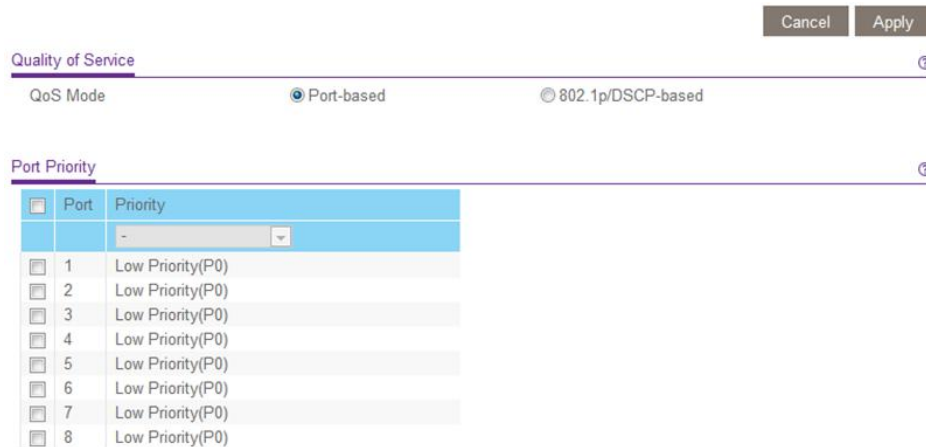 Cancel Apply
Quality of Service
QoS Mode Port-based 802.1p/DSCP-based
Port Priority
Port Priority
-
1 Low Priority(P0)
2 Low Priority(P0)
3 Low Priority(P0)
4 Low Priority(P0)
5 Low Priority(P0)
6 Low Priority(P0)
7 Low Priority(P0)
8 Low Priority(P0)